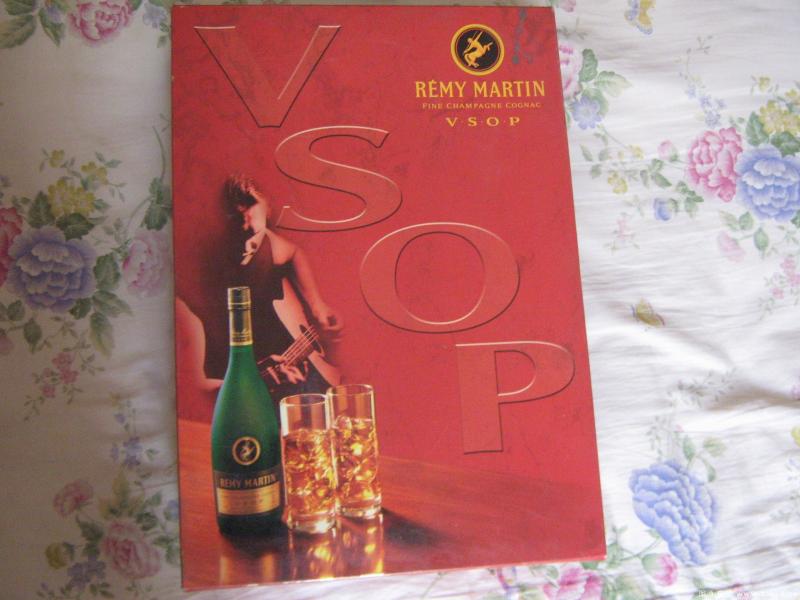 RÉMY MARTIN
FINE CHAMPAGNE COGNAC
V·S·O·P
V
S
O
P
RÉMY MARTIN